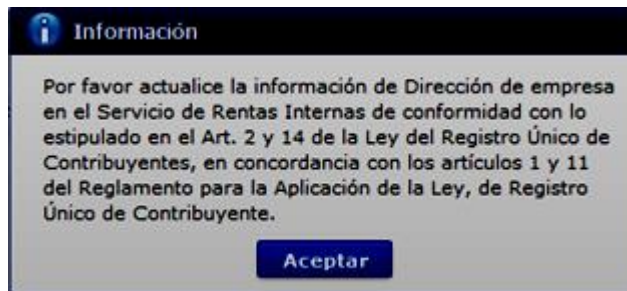 Información
Por favor actualice la información de Dirección de empresa
en el Servicio de Rentas Internas de conformidad con lo
estipulado en el Art. 2 y 14 de la Ley del Registro Único de
Contribuyentes, en concordancia con los artículos 1 y 11
del Reglamento para la Aplicación de la Ley, de Registro
Único de Contribuyente.
Aceptar